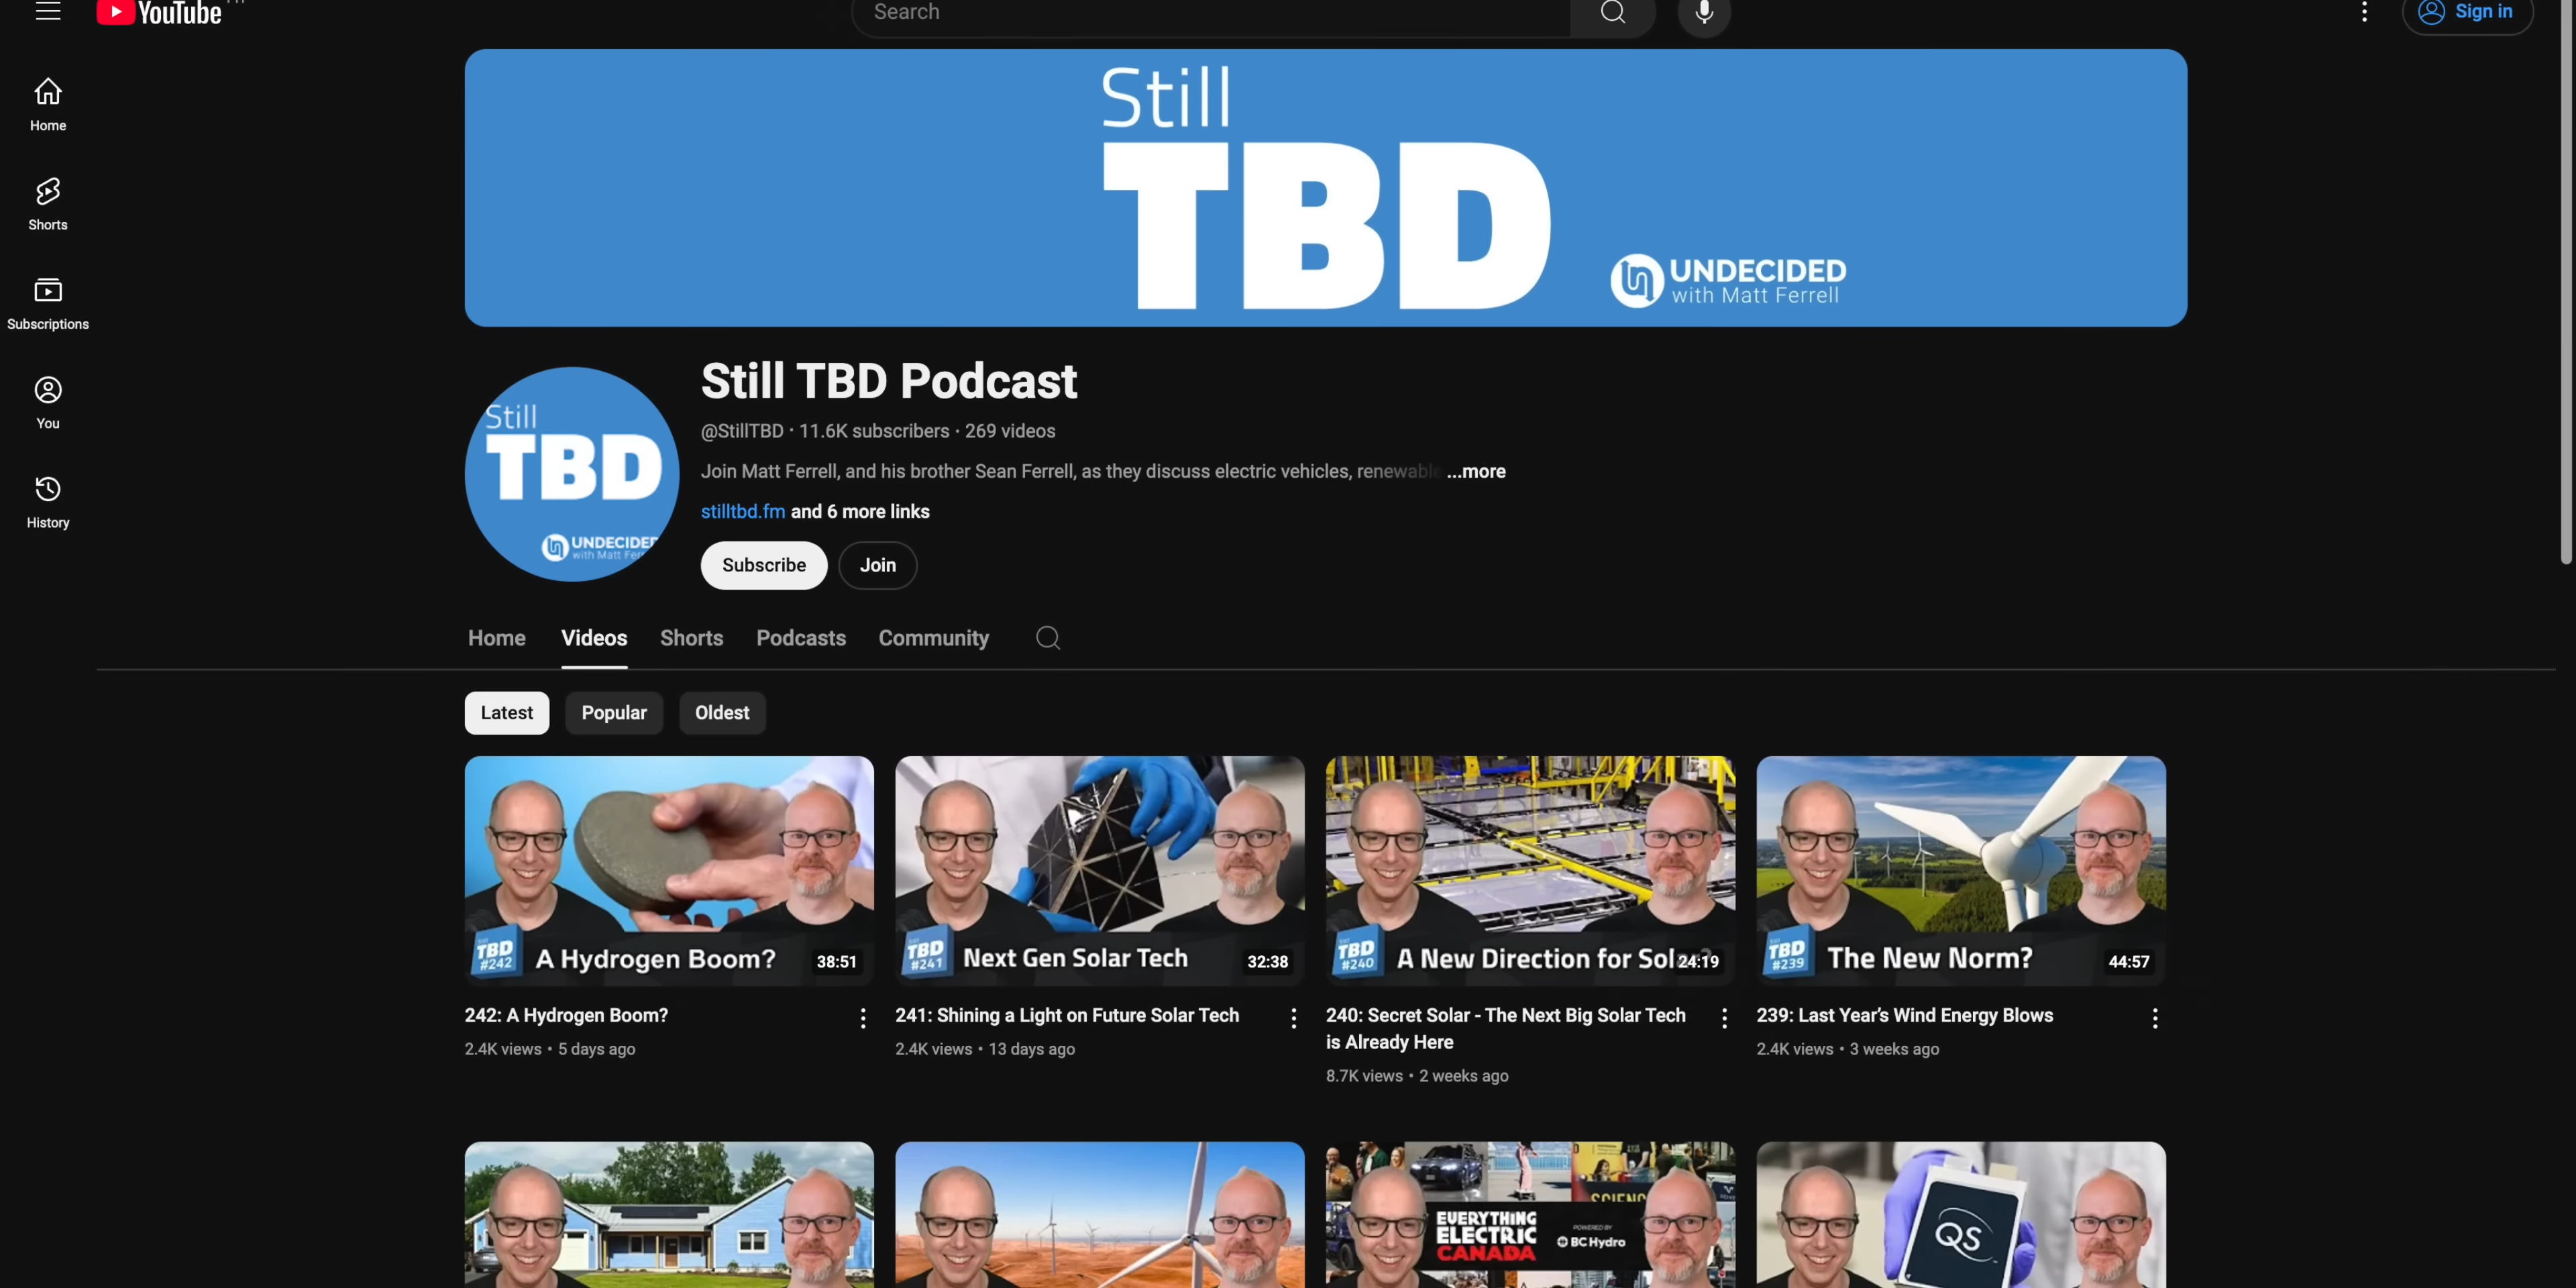 YouTube
Search
Sign in
Home
Shorts
Subscriptions
You
History
Still
TBD
UNDECIDED
with Matt Ferrell
Still
TBD
UNDECIDED
with Matt
Still TBD Podcast
@StillTBD · 11.6K subscribers · 269 videos
Join Matt Ferrell, and his brother Sean Ferrell, as they discuss electric vehicles, renewable ...more
stilltbd.fm and 6 more links
Subscribe
Join
Home Videos Shorts Podcasts Community
Latest Popular Oldest
TBD
#242
A Hydrogen Boom?
38:51
242: A Hydrogen Boom?
2.4K views · 5 days ago
TBD
#241
Next Gen Solar Tech
32:38
241: Shining a Light on Future Solar Tech
2.4K views · 13 days ago
TBD
#240
A New Direction for Sol
24:19
240: Secret Solar - The Next Big Solar Tech
is Already Here
8.7K views · 2 weeks ago
TBD
#239
The New Norm?
44:57
239: Last Year’s Wind Energy Blows
2.4K views · 3 weeks ago
EVERYTHING
ELECTRIC
CANADA
POWERED BY
BC Hydro
QS